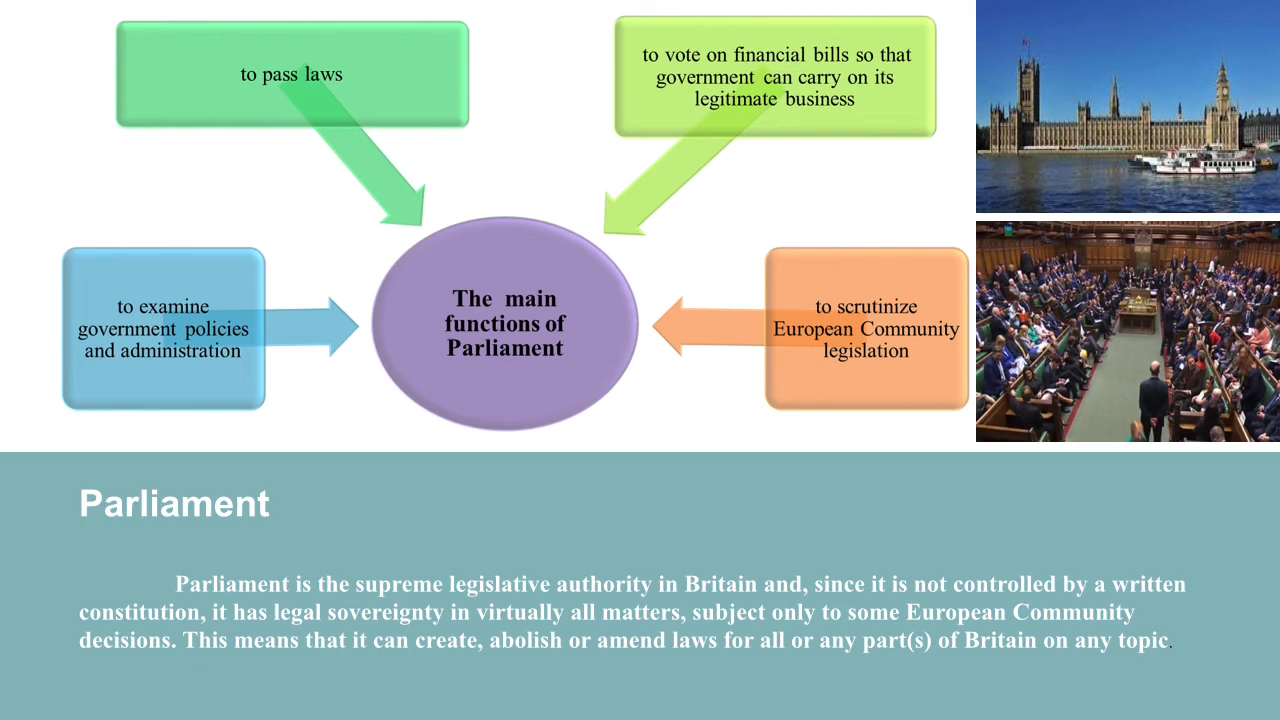 to pass laws
to vote on financial bills so that
government can carry on its
legitimate business
to examine
government policies
and administration
The main
functions of
Parliament
to scrutinize
European Community
legislation
Parliament
Parliament is the supreme legislative authority in Britain and, since it is not controlled by a written
constitution, it has legal sovereignty in virtually all matters, subject only to some European Community
decisions. This means that it can create, abolish or amend laws for all or any part(s) of Britain on any topic.